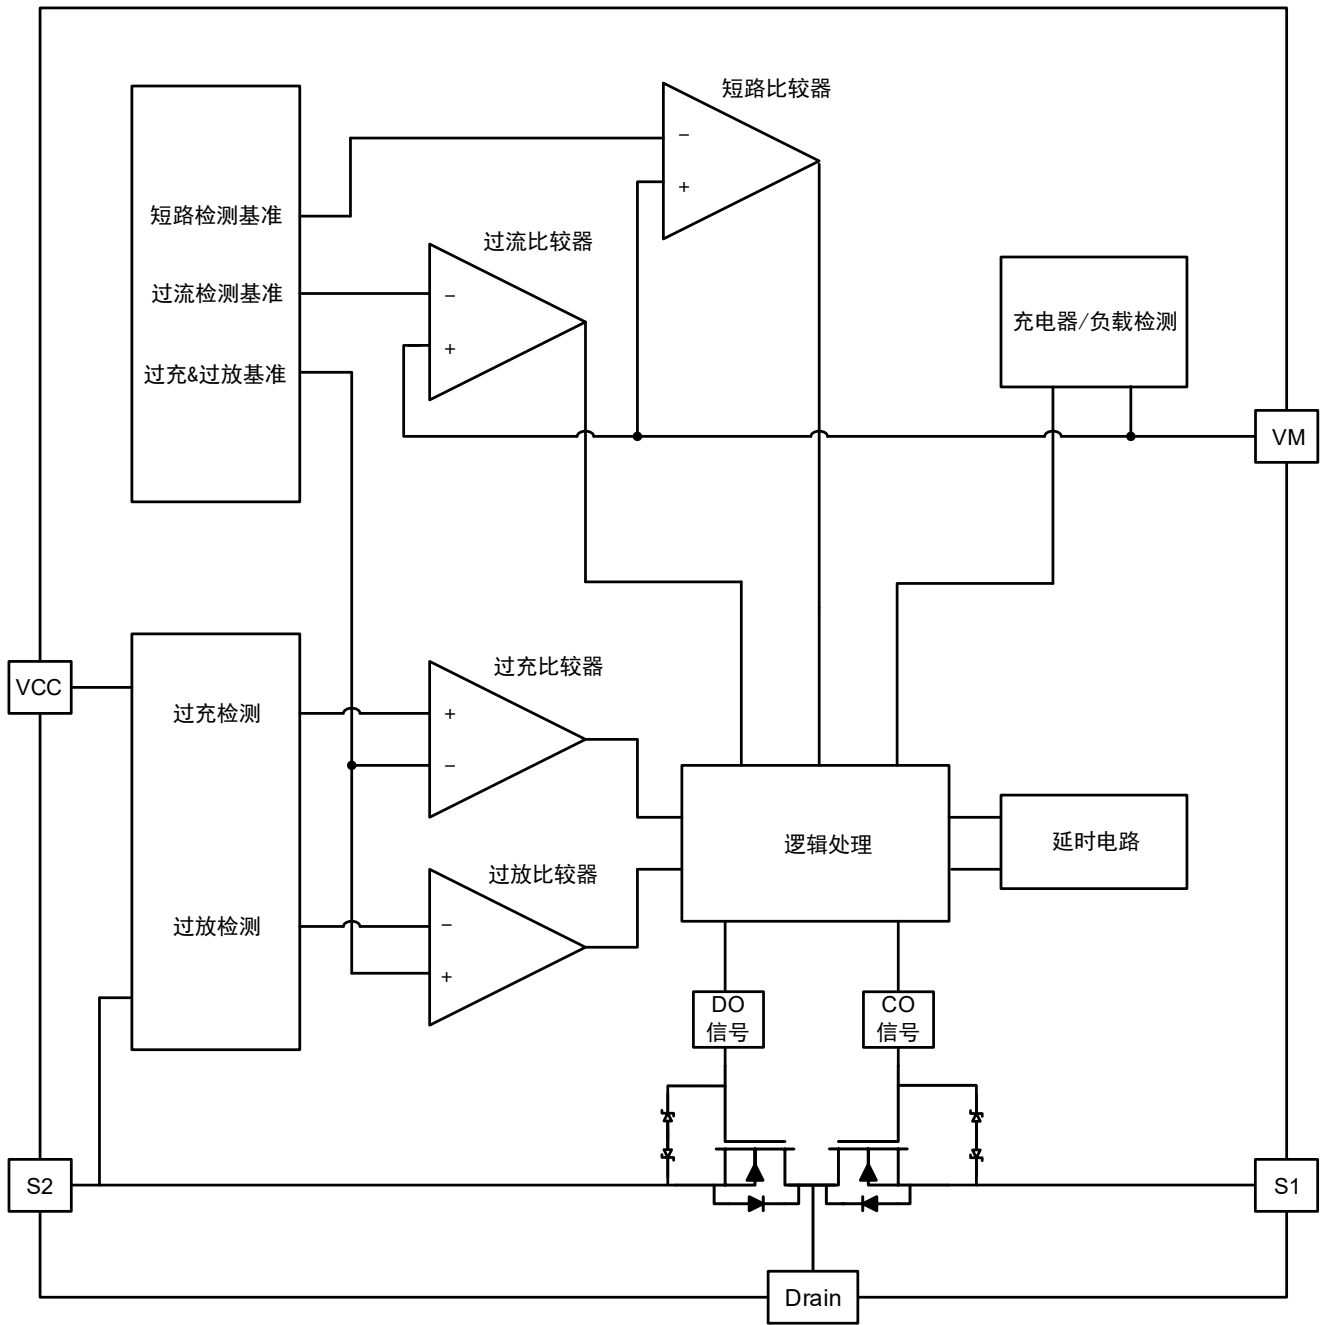 短路比较器
−
+
短路检测基准
过流比较器
过流检测基准
−
+
过充&过放基准
充电器/负载检测
VM
VCC
过充检测
过充比较器
+
−
逻辑处理
延时电路
过放比较器
过放检测
−
+
DO
信号
CO
信号
S2
S1
Drain